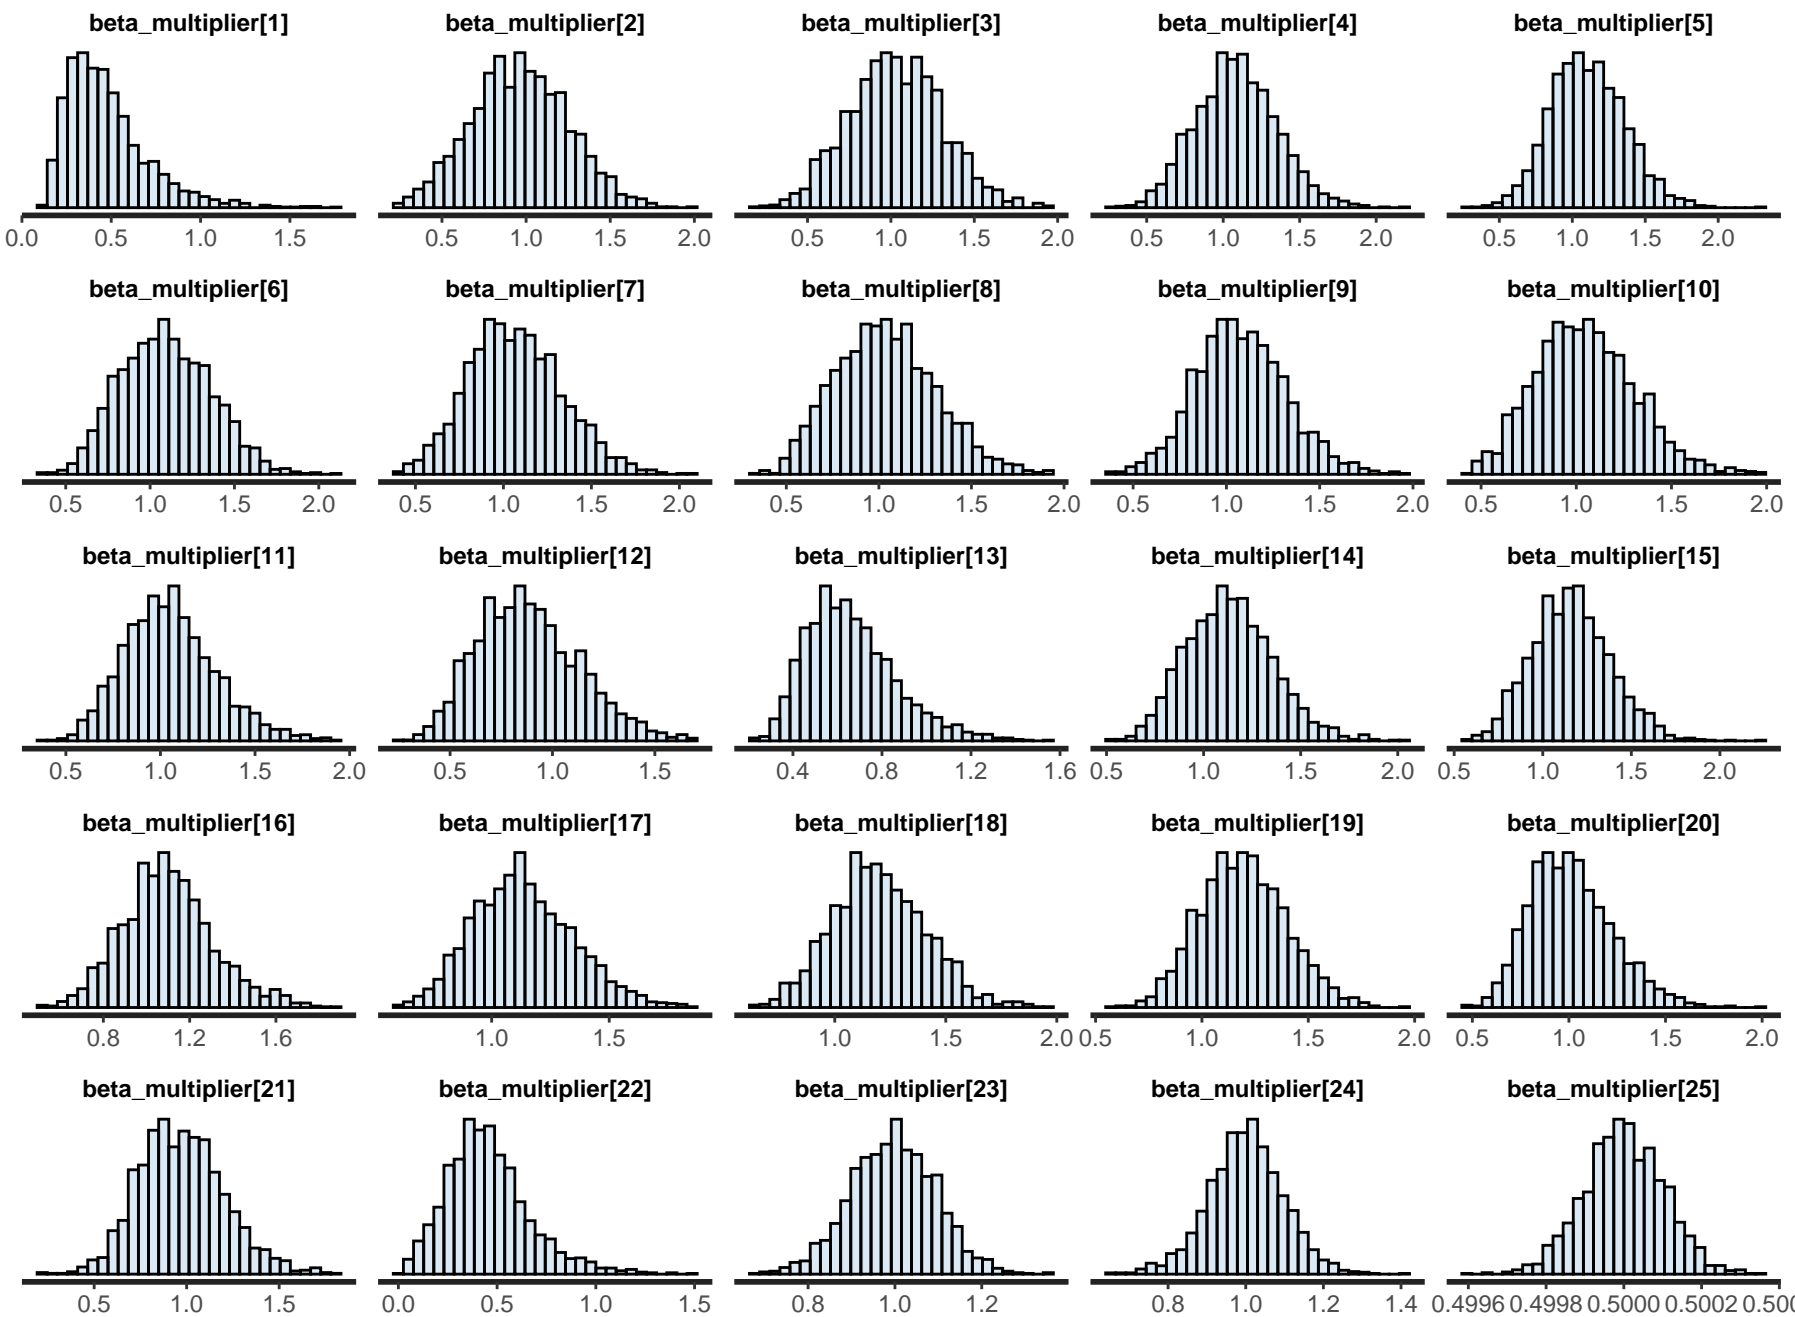 beta_multiplier[1] beta_multiplier[2] beta_multiplier[3] beta_multiplier[4] beta_multiplier[5]
0.0 0.5 1.0 1.5 0.5 1.0 1.5 2.0 0.5 1.0 1.5 2.0 0.5 1.0 1.5 2.0 0.5 1.0 1.5 2.0
beta_multiplier[6] beta_multiplier[7] beta_multiplier[8] beta_multiplier[9] beta_multiplier[10]
0.5 1.0 1.5 2.0 0.5 1.0 1.5 2.0 0.5 1.0 1.5 2.0 0.5 1.0 1.5 2.0 0.5 1.0 1.5 2.0
beta_multiplier[11] beta_multiplier[12] beta_multiplier[13] beta_multiplier[14] beta_multiplier[15]
0.5 1.0 1.5 2.0 0.5 1.0 1.5 0.4 0.8 1.2 1.6 0.5 1.0 1.5 2.0 0.5 1.0 1.5 2.0
beta_multiplier[16] beta_multiplier[17] beta_multiplier[18] beta_multiplier[19] beta_multiplier[20]
0.8 1.2 1.6 1.0 1.5 1.0 1.5 2.0 0.5 1.0 1.5 2.0 0.5 1.0 1.5 2.0
beta_multiplier[21] beta_multiplier[22] beta_multiplier[23] beta_multiplier[24] beta_multiplier[25]
0.5 1.0 1.5 0.0 0.5 1.0 1.5 0.8 1.0 1.2 0.8 1.0 1.2 1.4 0.4996 0.4998 0.5000 0.5002